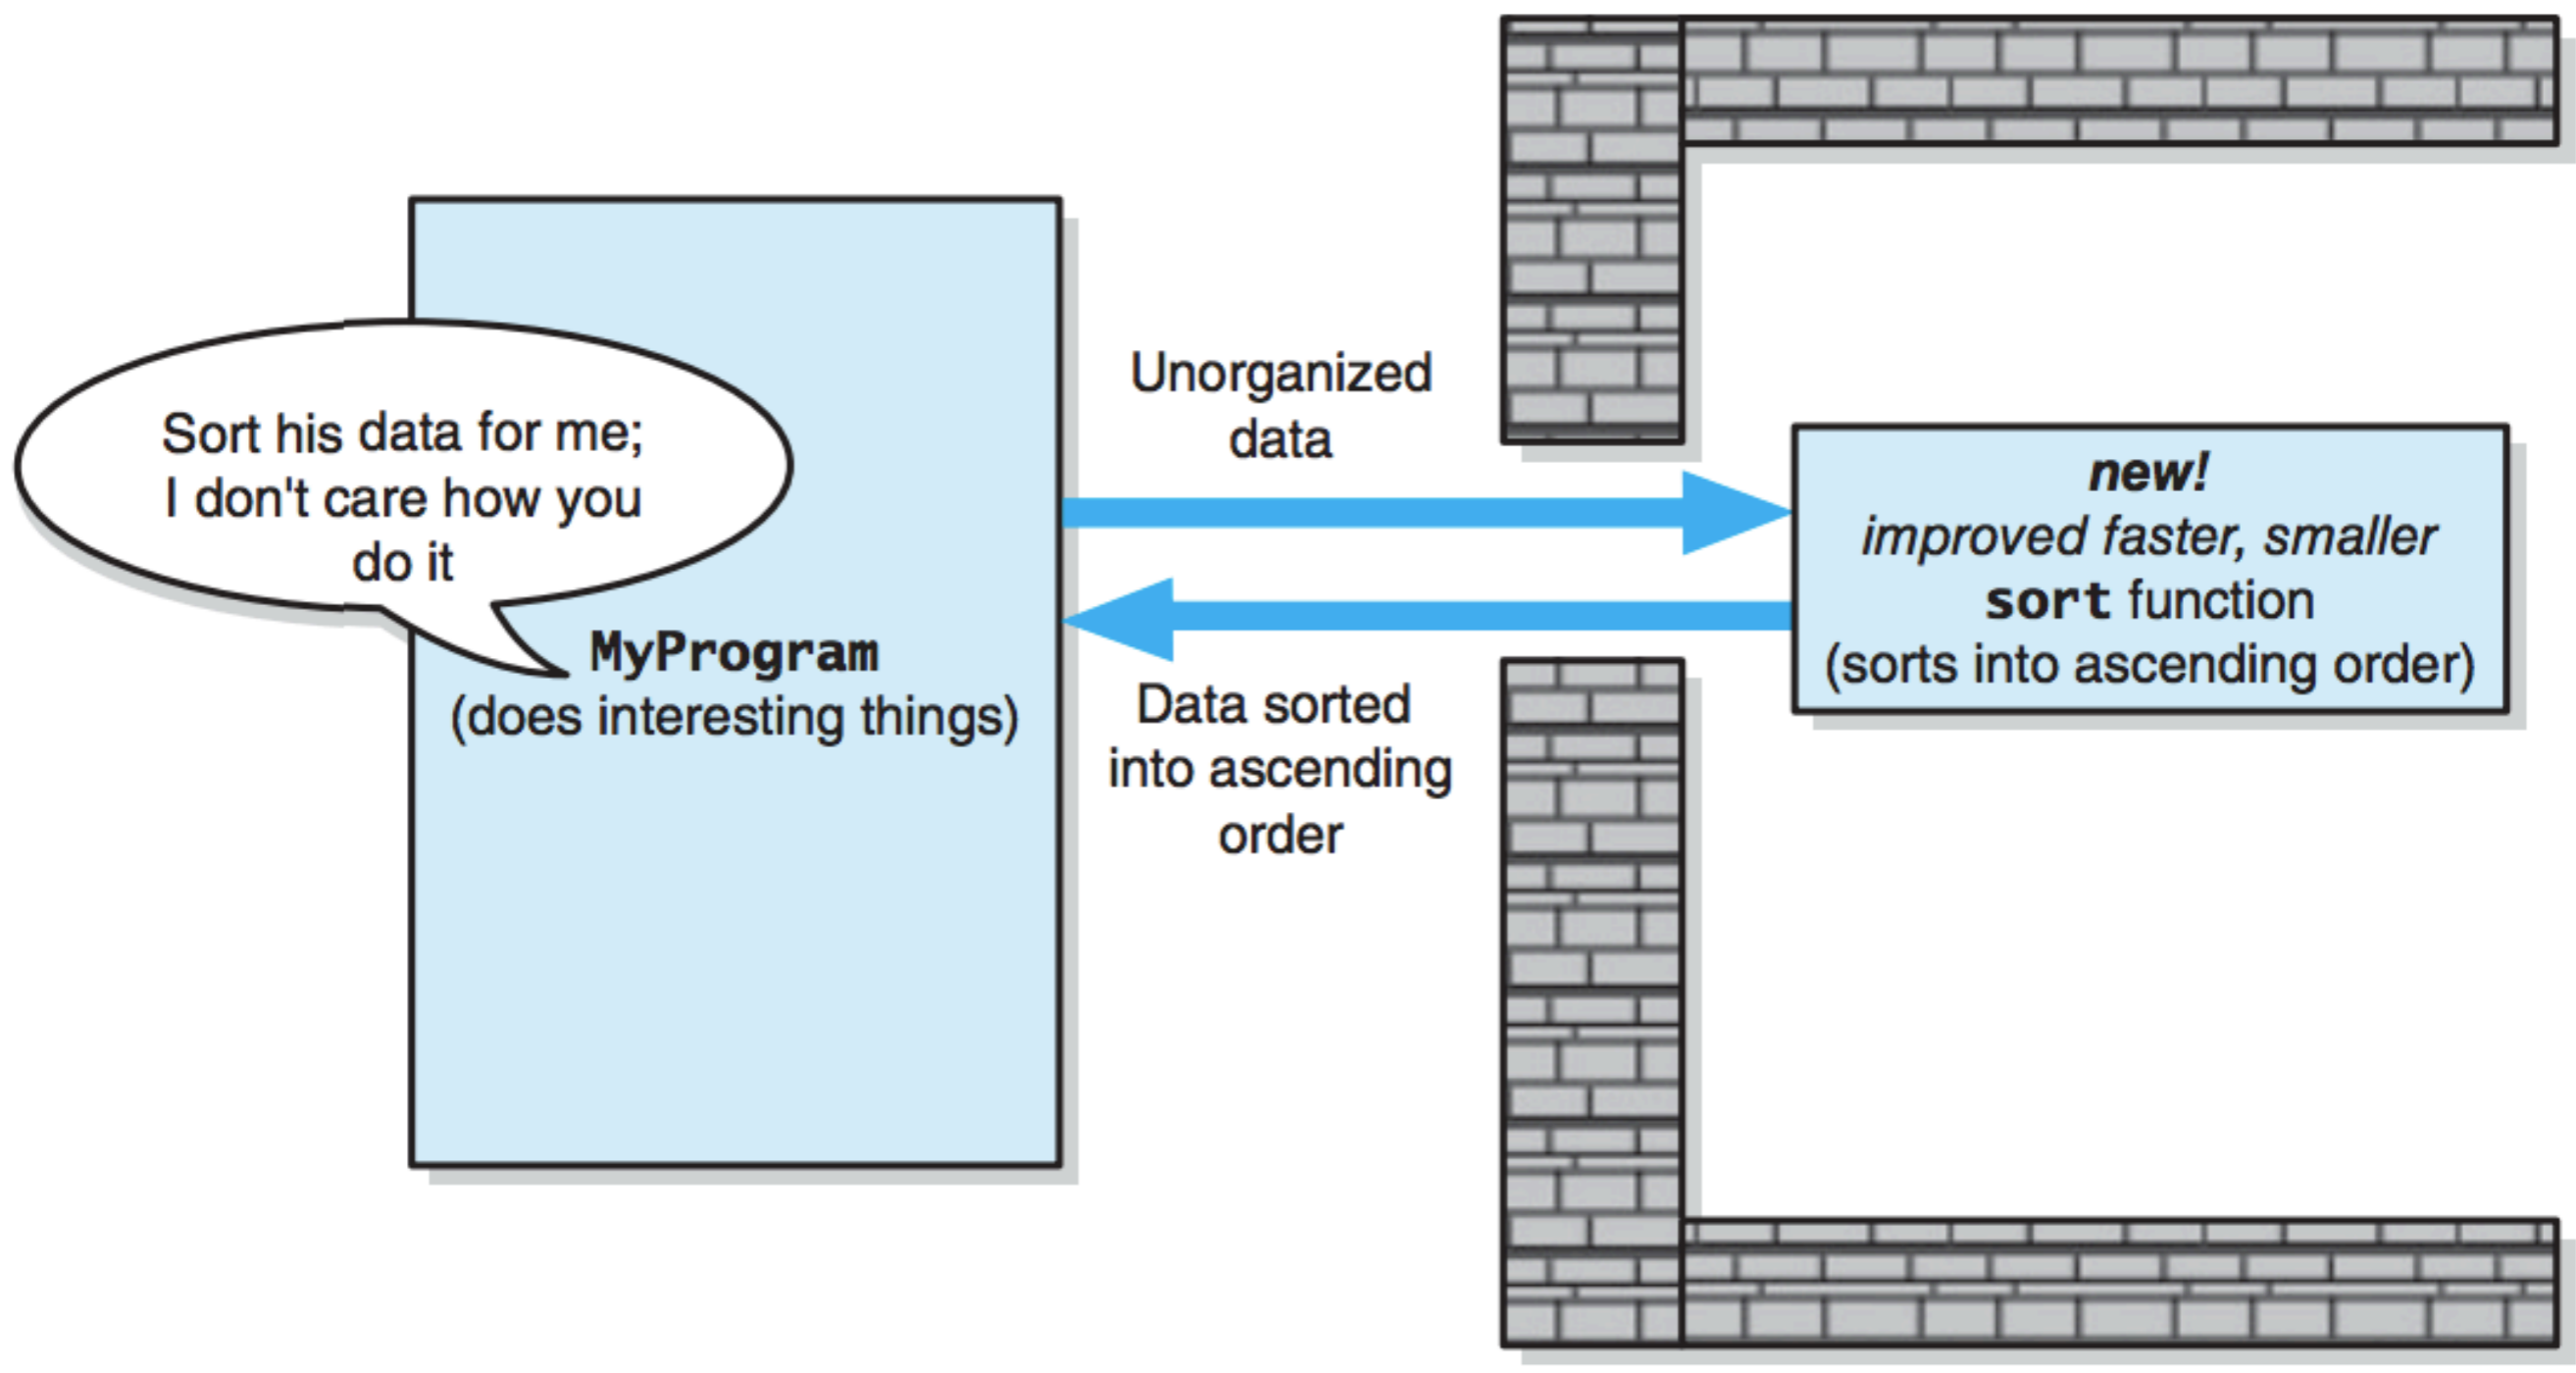 Sort his data for me;
I don't care how you
do it
MyProgram
(does interesting things)
Unorganized
data
Data sorted
into ascending
order
new!
improved faster, smaller
sort function
(sorts into ascending order)